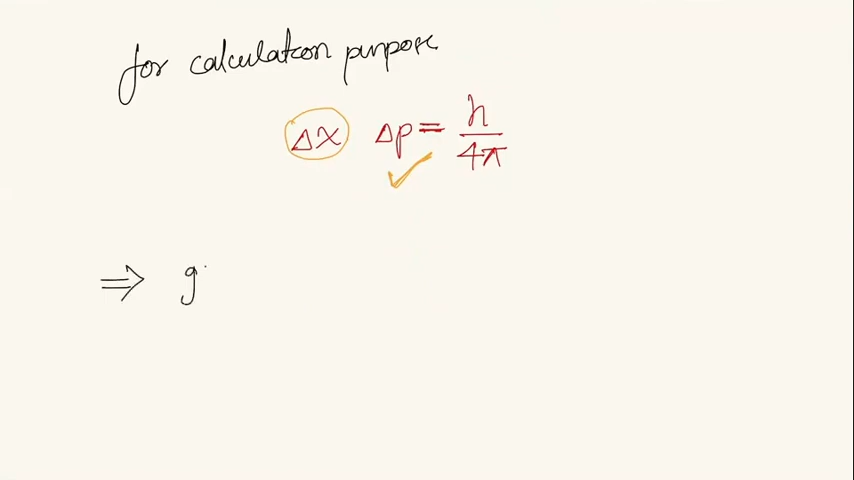 for calculation purpose
Δx Δp = h/4π
⇒ g